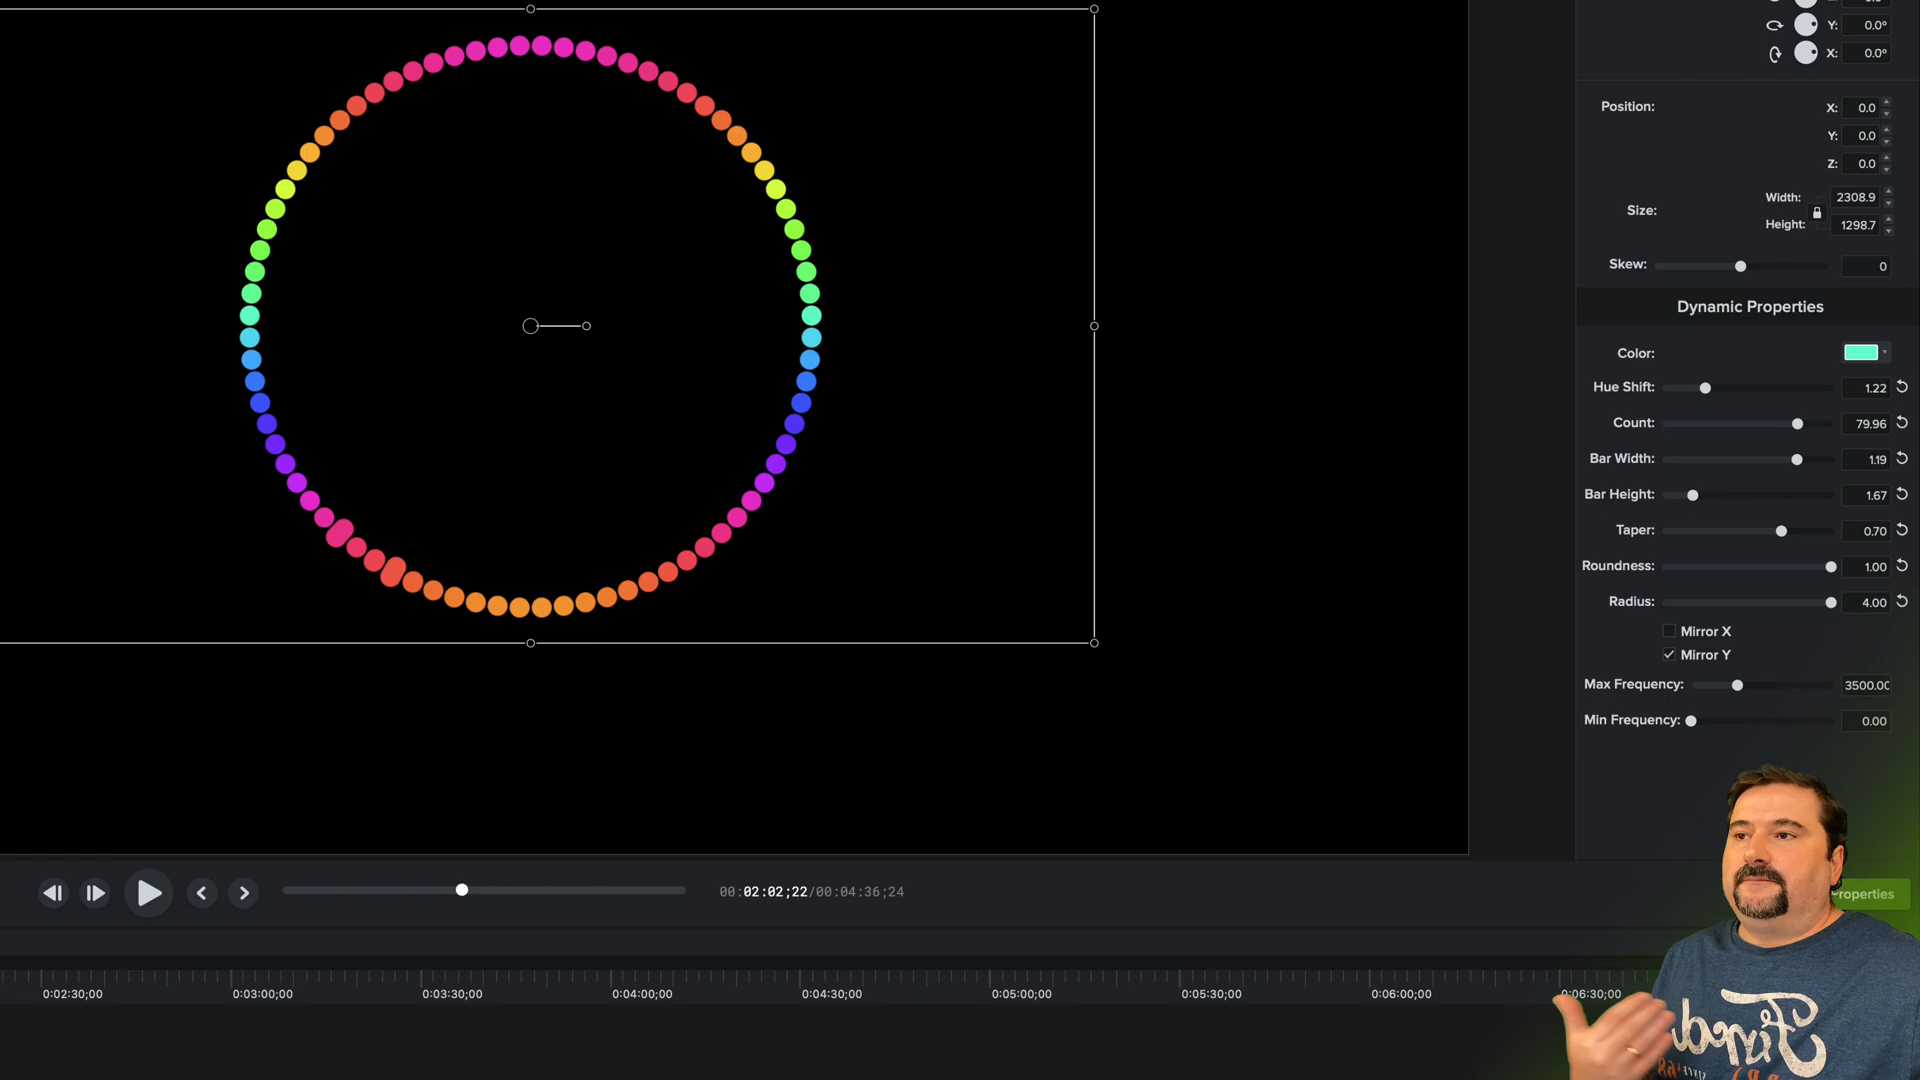 Y: 0.0°
X: 0.0°
Position: X: 0.0
Y: 0.0
Z: 0.0
Size: Width: 2308.9
Height: 1298.7
Skew: 0
Dynamic Properties
Color:
Hue Shift: 1.22
Count: 79.96
Bar Width: 1.19
Bar Height: 1.67
Taper: 0.70
Roundness: 1.00
Radius: 4.00
Mirror X
Mirror Y
Max Frequency: 3500.00
Min Frequency: 0.00
00:02:02;22/00:04:36;24
Properties
0:02:30;00 0:03:00;00 0:03:30;00 0:04:00;00 0:04:30;00 0:05:00;00 0:05:30;00 0:06:00;00 0:06:30;00